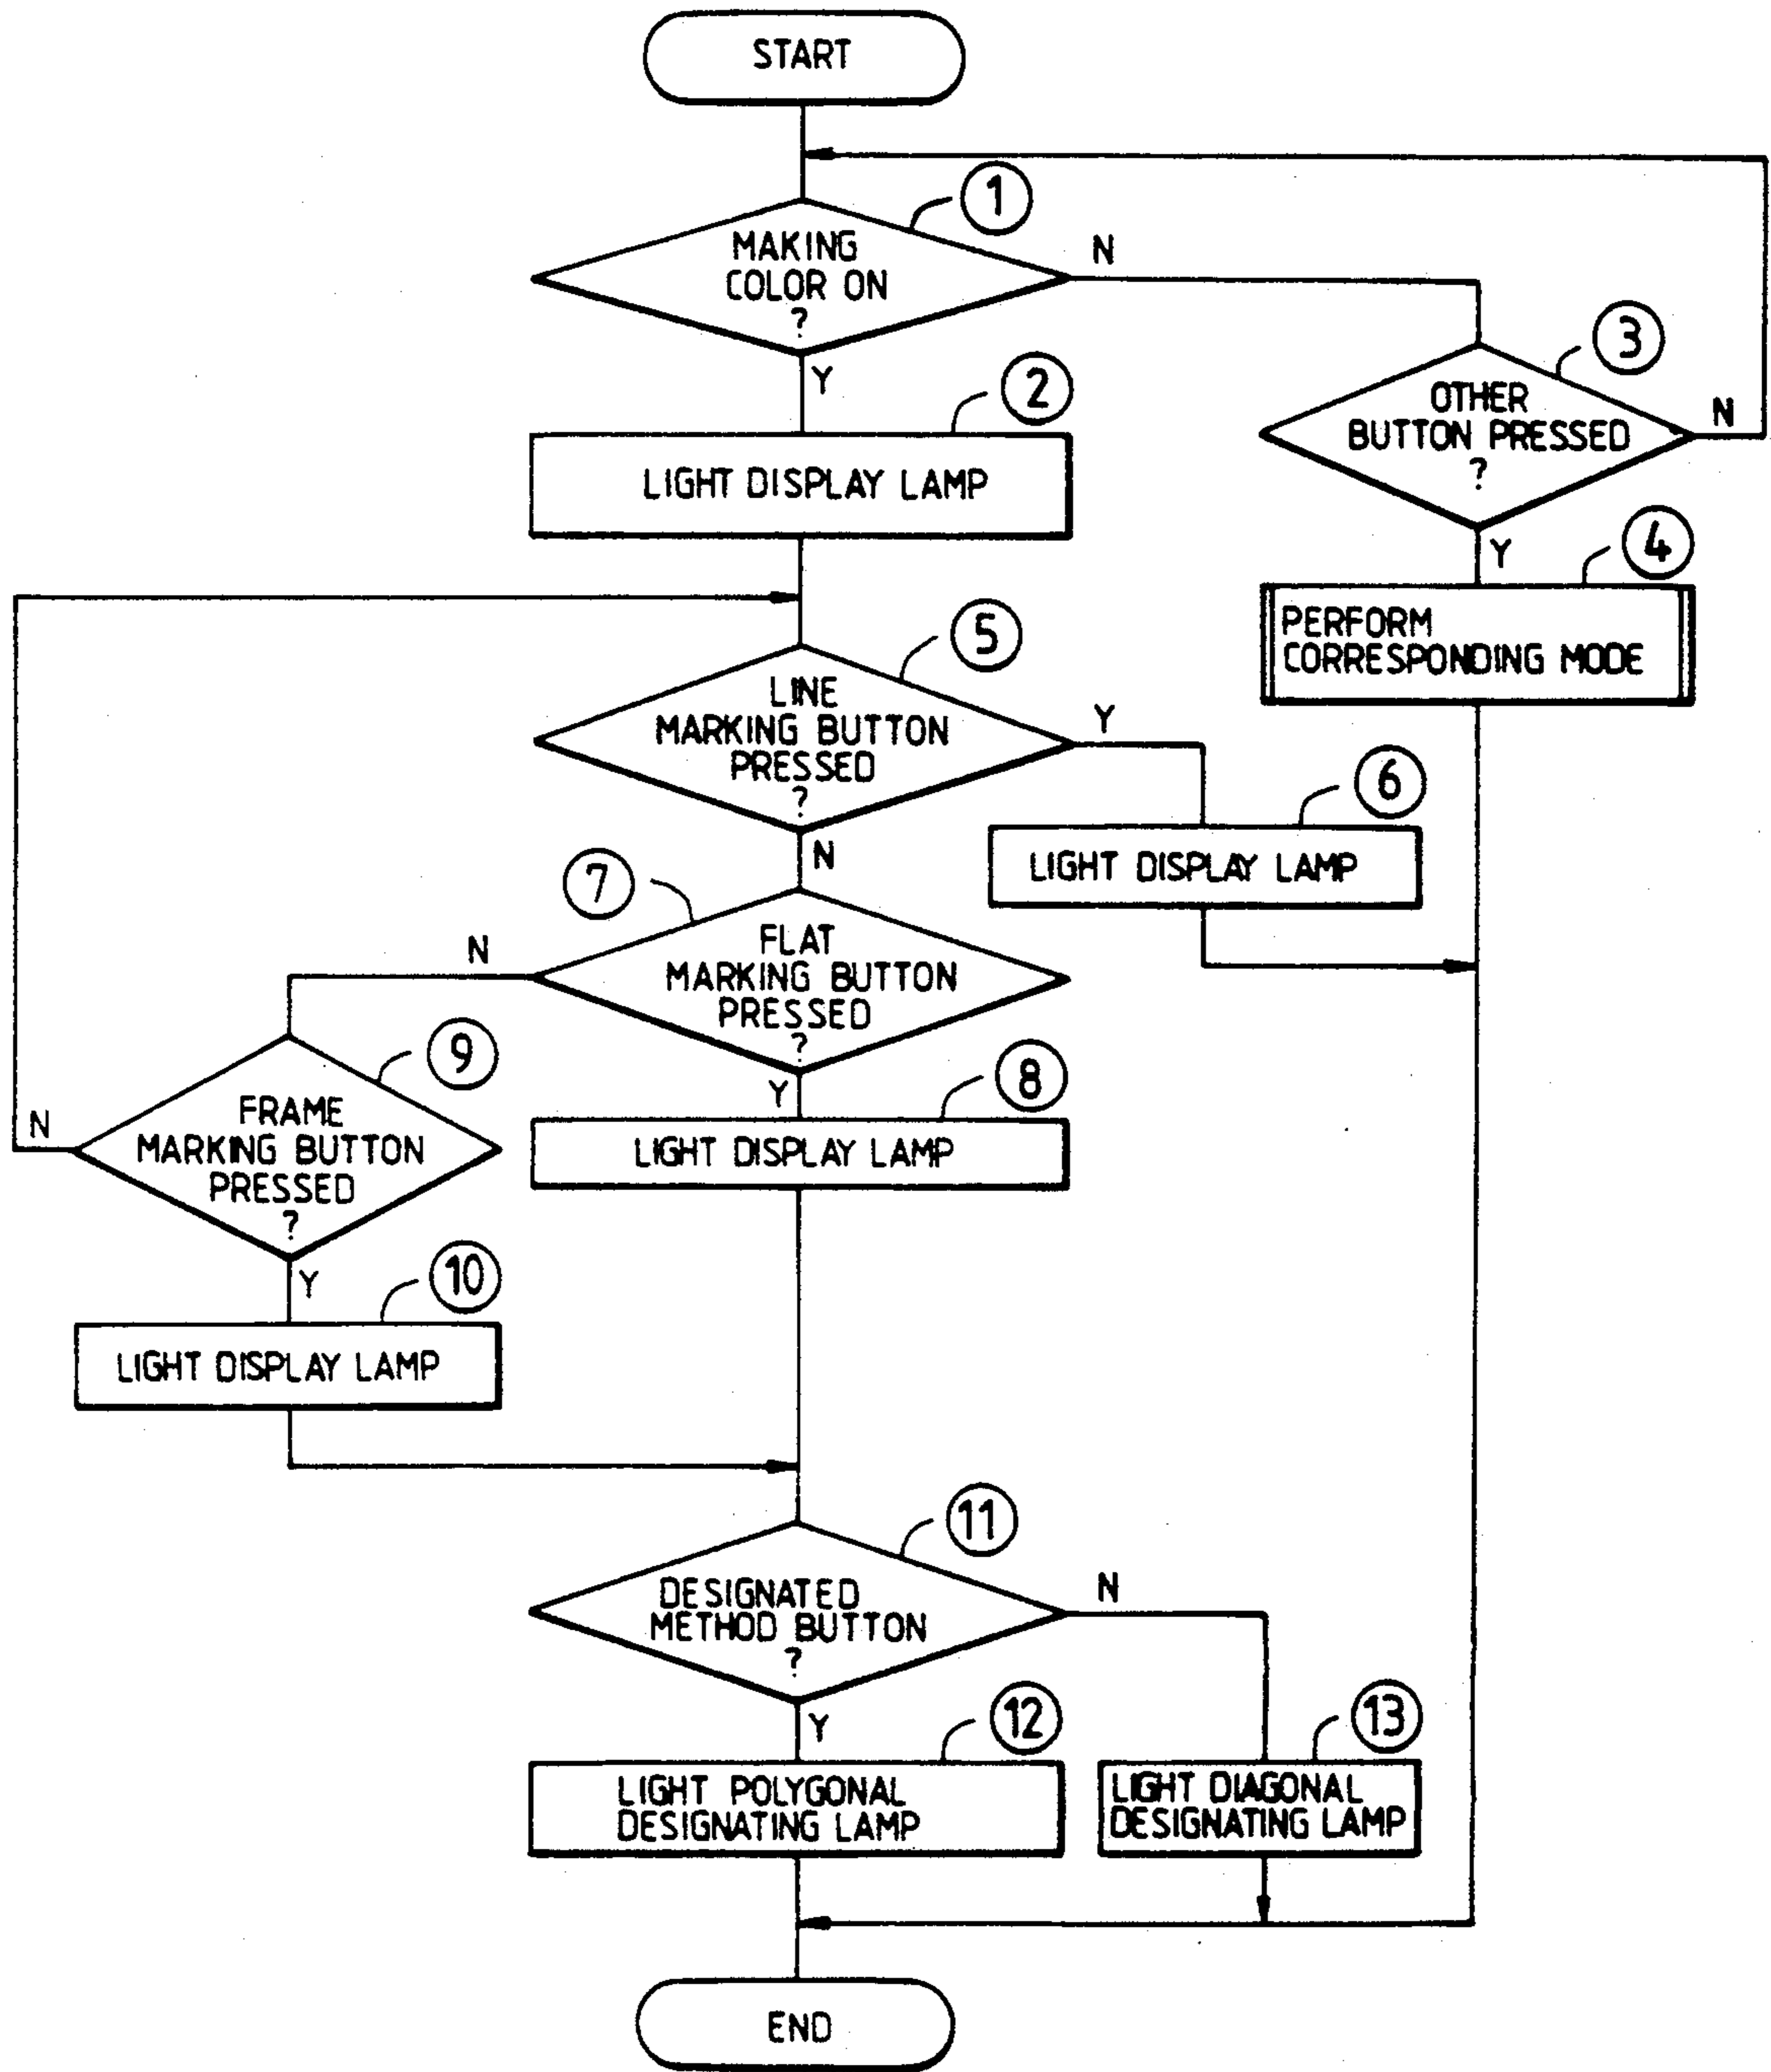 START
1
MAKING
COLOR ON
?
N
Y
2
LIGHT DISPLAY LAMP
3
OTHER
BUTTON PRESSED
?
N
Y
4
PERFORM
CORRESPONDING MODE
5
LINE
MARKING BUTTON
PRESSED
?
Y
N
6
LIGHT DISPLAY LAMP
7
FLAT
MARKING BUTTON
PRESSED
?
N
Y
8
LIGHT DISPLAY LAMP
9
FRAME
MARKING BUTTON
PRESSED
?
N
Y
10
LIGHT DISPLAY LAMP
11
DESIGNATED
METHOD BUTTON
?
N
Y
12
LIGHT POLYGONAL
DESIGNATING LAMP
13
LIGHT DIAGONAL
DESIGNATING LAMP
END